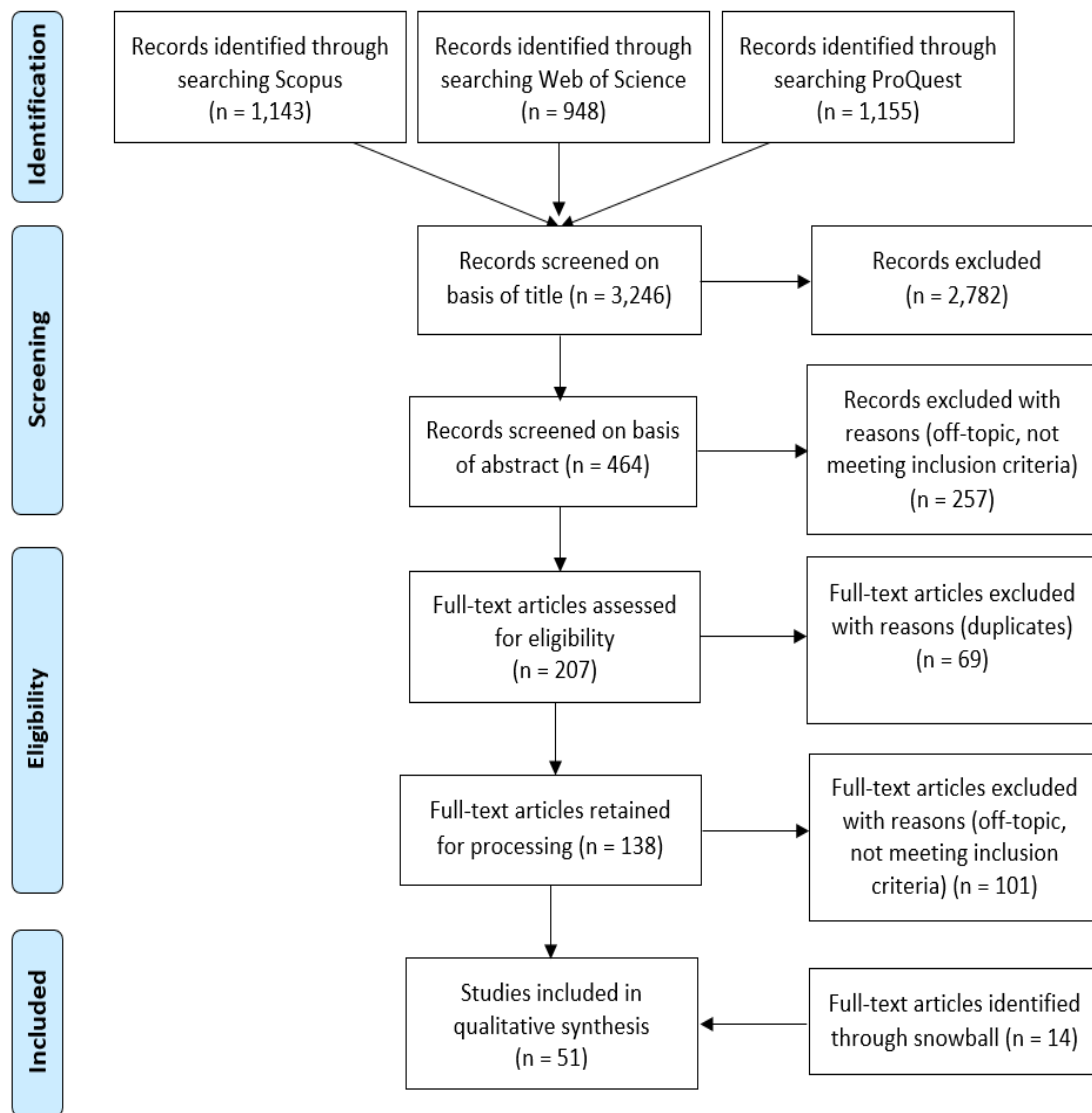 Identification
Records identified through
searching Scopus
(n = 1,143)
Records identified through
searching Web of Science
(n = 948)
Records identified through
searching ProQuest
(n = 1,155)
Screening
Records screened on
basis of title (n = 3,246)
Records excluded
(n = 2,782)
Records screened on basis
of abstract (n = 464)
Records excluded with
reasons (off-topic, not
meeting inclusion criteria)
(n = 257)
Eligibility
Full-text articles assessed
for eligibility
(n = 207)
Full-text articles excluded
with reasons (duplicates)
(n = 69)
Full-text articles retained
for processing (n = 138)
Full-text articles excluded
with reasons (off-topic,
not meeting inclusion
criteria) (n = 101)
Included
Studies included in
qualitative synthesis
(n = 51)
Full-text articles identified
through snowball (n = 14)